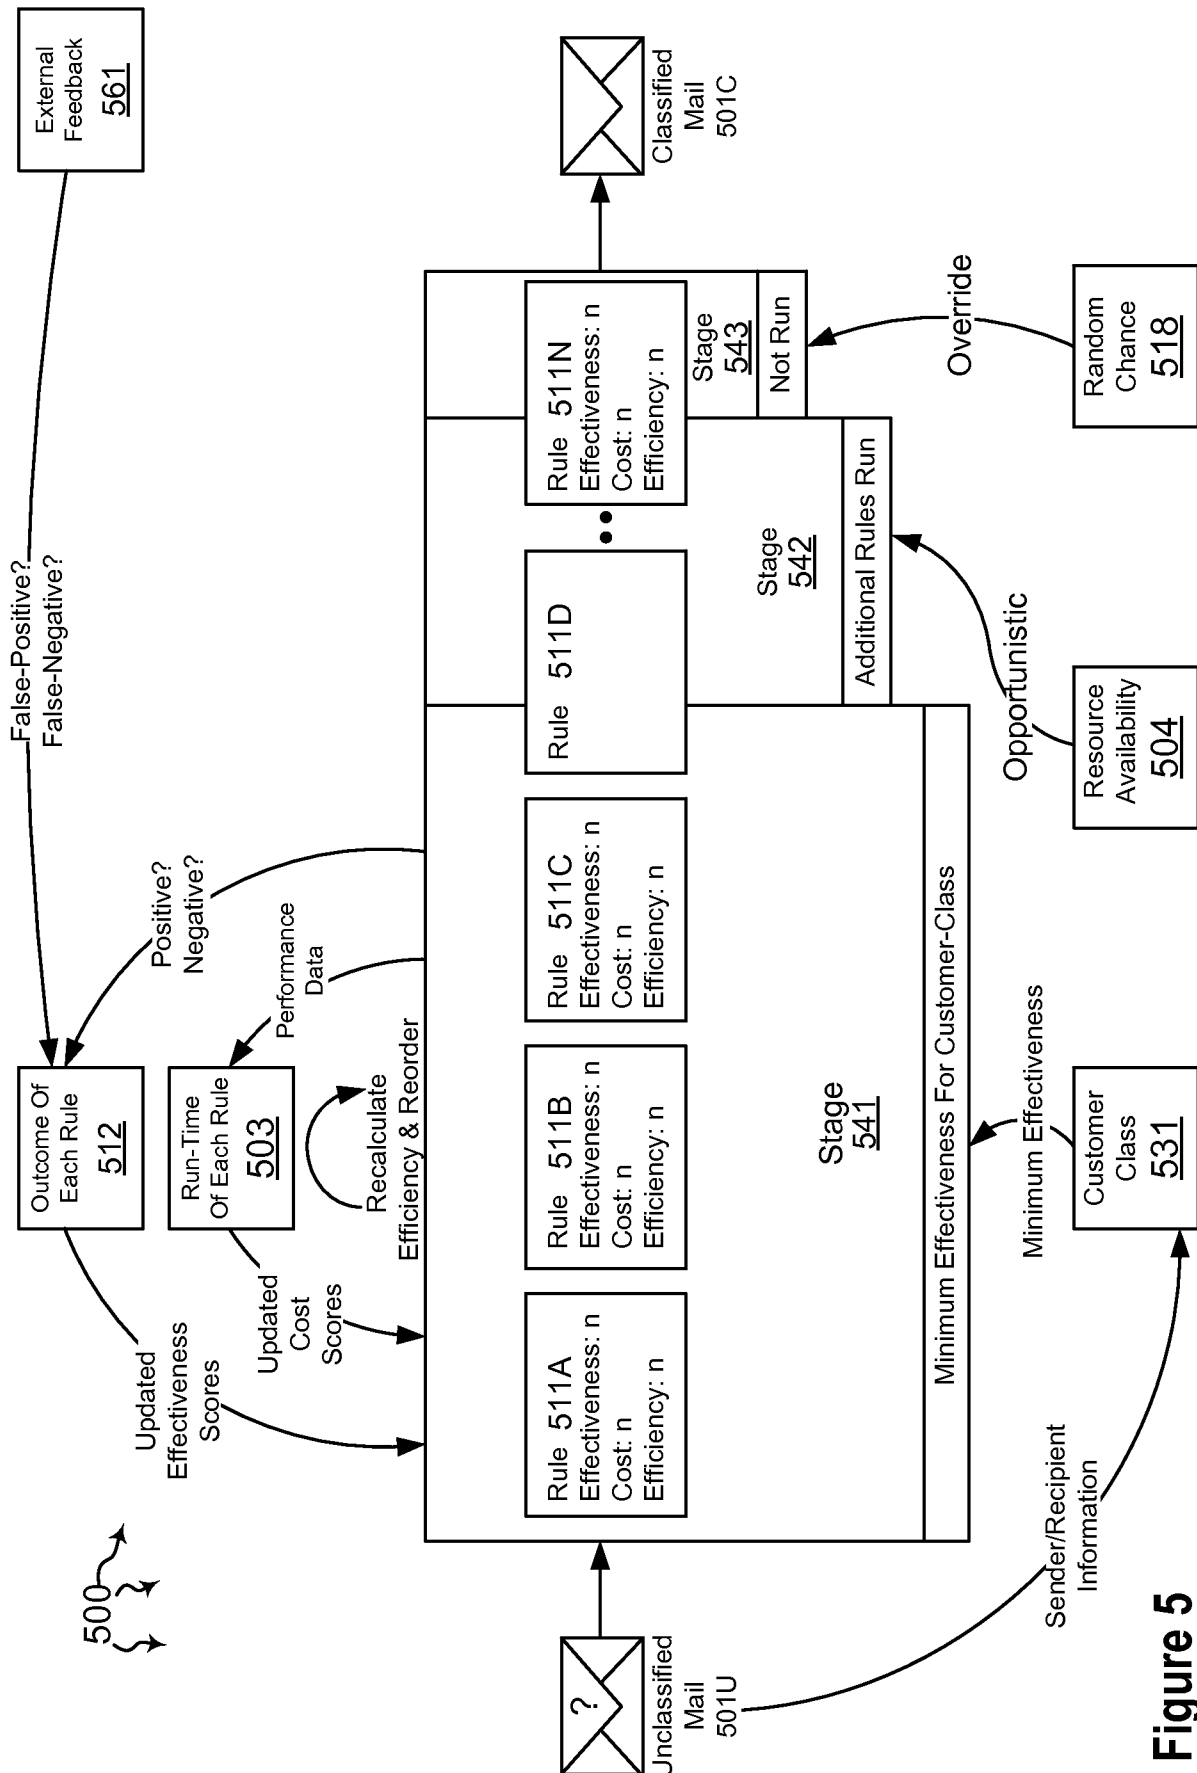 500
External
Feedback
561
False-Positive?
False-Negative?
Outcome Of
Each Rule
512
Positive?
Negative?
Run-Time
Of Each Rule
503
Performance
Data
Updated
Effectiveness
Scores
Updated
Cost
Scores
Recalculate
Efficiency & Reorder
?
Unclassified
Mail
501U
Rule 511A
Effectiveness: n
Cost: n
Efficiency: n
Rule 511B
Effectiveness: n
Cost: n
Efficiency: n
Rule 511C
Effectiveness: n
Cost: n
Efficiency: n
Rule 511D
Rule 511N
Effectiveness: n
Cost: n
Efficiency: n
Classified
Mail
501C
Stage
541
Stage
542
Stage
543
Minimum Effectiveness For Customer-Class
Additional Rules Run
Not Run
Sender/Recipient
Information
Minimum Effectiveness
Opportunistic
Override
Customer
Class
531
Resource
Availability
504
Random
Chance
518
Figure 5